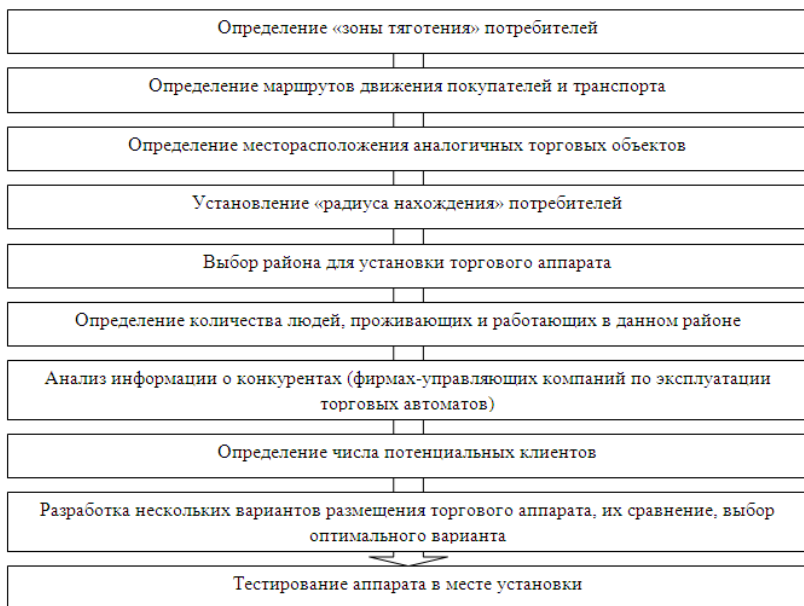 Определение «зоны тяготения» потребителей
Определение маршрутов движения покупателей и транспорта
Определение месторасположения аналогичных торговых объектов
Установление «радиуса нахождения» потребителей
Выбор района для установки торгового аппарата
Определение количества людей, проживающих и работающих в данном районе
Анализ информации о конкурентах (фирмах-управляющих компаний по эксплуатации
торговых автоматов)
Определение числа потенциальных клиентов
Разработка нескольких вариантов размещения торгового аппарата, их сравнение, выбор
оптимального варианта
Тестирование аппарата в месте установки